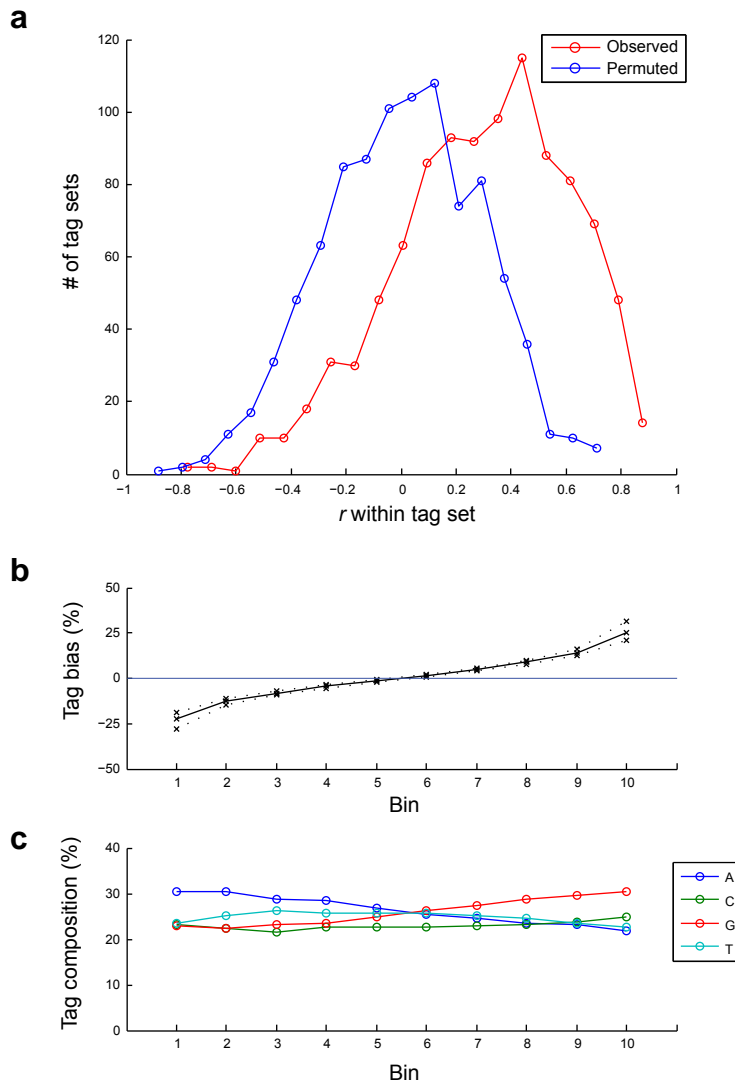 a
120
100
80
60
40
20
0
# of tag sets
Observed
Permuted
−1 −0.8 −0.6 −0.4 −0.2 0 0.2 0.4 0.6 0.8 1
r within tag set
b
50
25
0
−25
−50
Tag bias (%)
1 2 3 4 5 6 7 8 9 10
Bin
c
40
30
20
10
0
Tag composition (%)
A
C
G
T
1 2 3 4 5 6 7 8 9 10
Bin